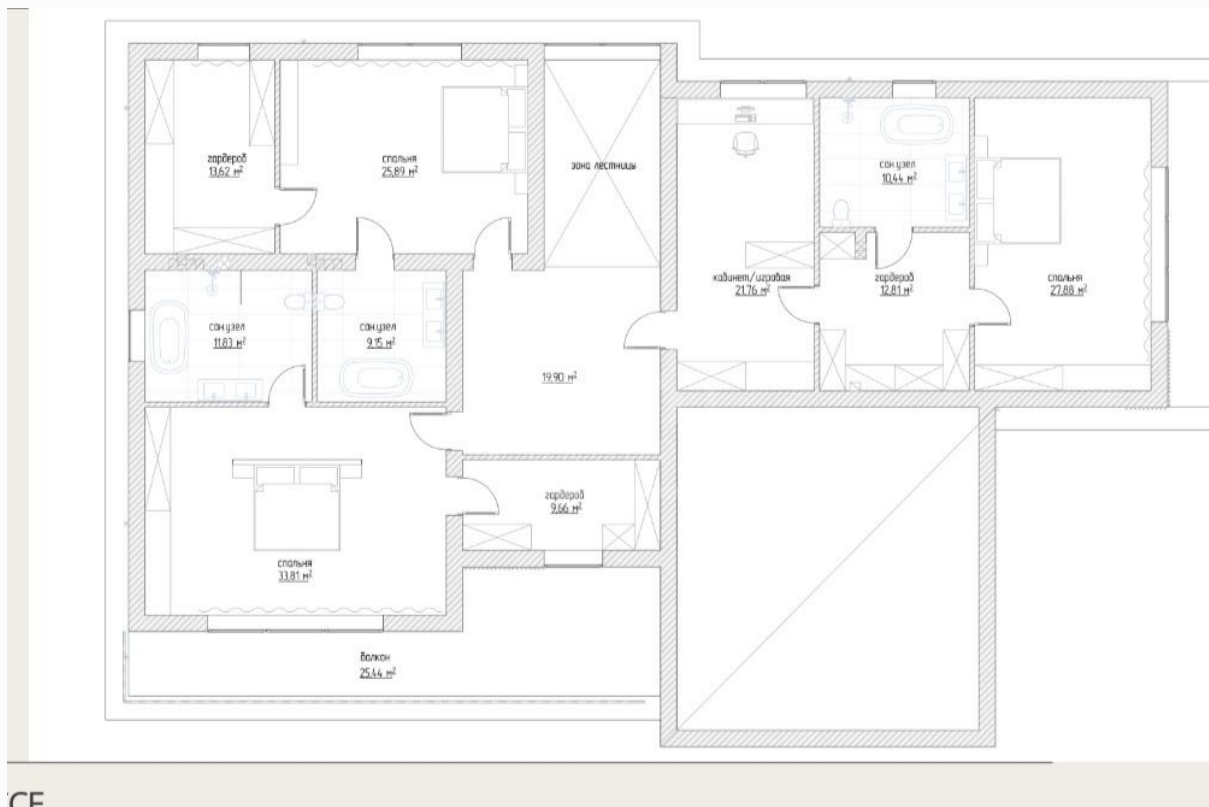 гардероб
13,62 м²
спальня
25,89 м²
зона лестницы
сан.узел
10,44 м²
кабинет/игровая
21,76 м²
гардероб
12,81 м²
спальня
27,88 м²
сан.узел
11,83 м²
сан.узел
9,15 м²
19,90 м²
гардероб
9,66 м²
спальня
33,81 м²
балкон
25,44 м²